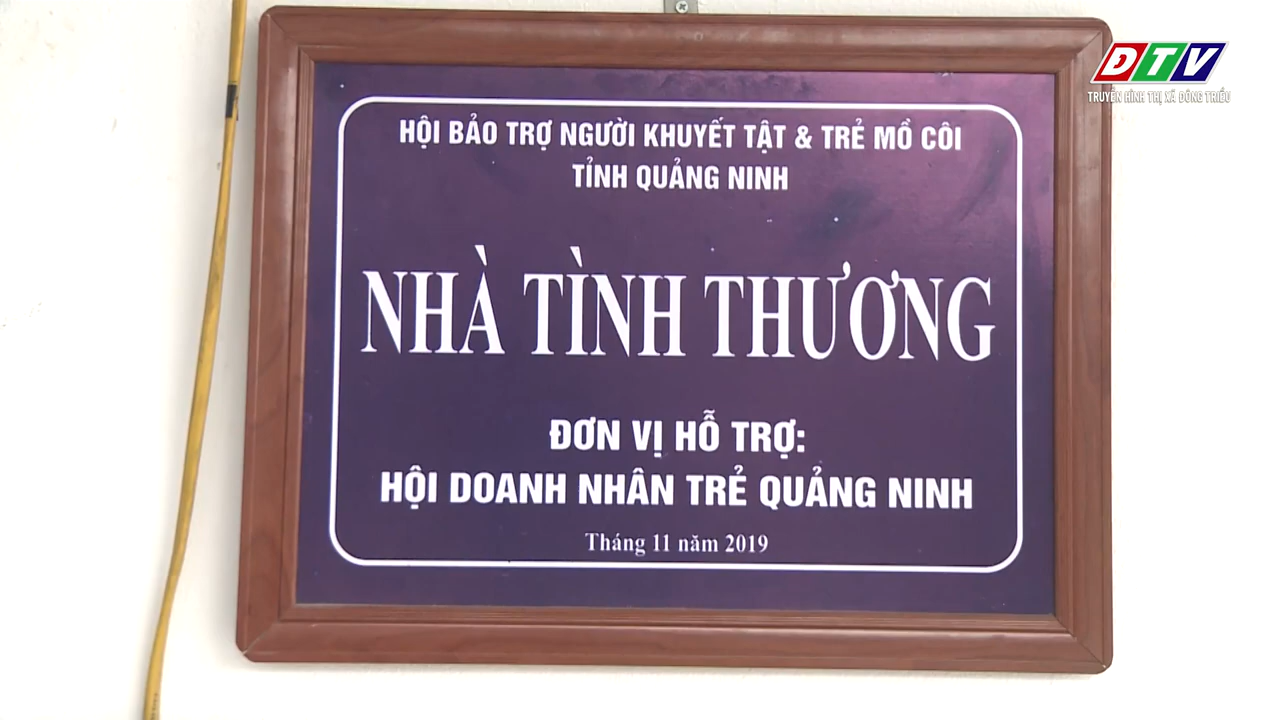 ĐTV
TRUYỀN HÌNH THỊ XÃ ĐÔNG TRIỀU
HỘI BẢO TRỢ NGƯỜI KHUYẾT TẬT & TRẺ MỒ CÔI
TỈNH QUẢNG NINH
NHÀ TÌNH THƯƠNG
ĐƠN VỊ HỖ TRỢ:
HỘI DOANH NHÂN TRẺ QUẢNG NINH
Tháng 11 năm 2019